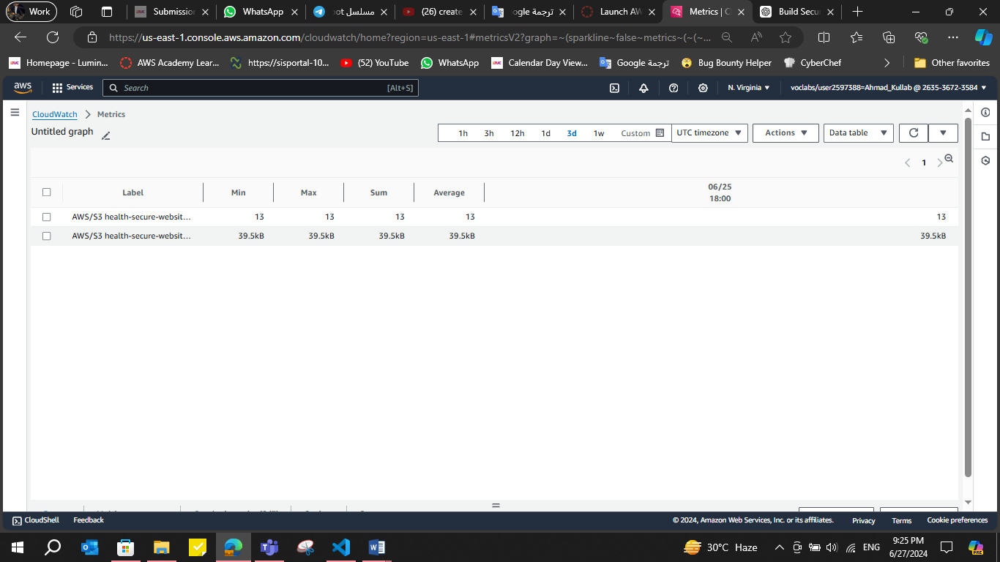 Work
Submission
WhatsApp
مسلسل bot
(26) create
ترجمة oogle
Launch AW
Metrics | C
Build Secu
https://us-east-1.console.aws.amazon.com/cloudwatch/home?region=us-east-1#metricsV2?graph=~(sparkline~false~metrics~(~(~...
Homepage - Lumin...
AWS Academy Lear...
https://sisportal-10...
(52) YouTube
WhatsApp
Calendar Day View...
ترجمة Google
Bug Bounty Helper
CyberChef
Other favorites
aws
Services
Search
[Alt+S]
N. Virginia
voclabs/user2597388=Ahmad_Kullab @ 2635-3672-3584
CloudWatch > Metrics
Untitled graph
1h 3h 12h 1d 3d 1w Custom
UTC timezone
Actions
Data table
1
Label Min Max Sum Average 06/25
18:00
AWS/S3 health-secure-websit... 13 13 13 13 13
AWS/S3 health-secure-websit... 39.5kB 39.5kB 39.5kB 39.5kB 39.5kB
CloudShell Feedback © 2024, Amazon Web Services, Inc. or its affiliates. Privacy Terms Cookie preferences
30°C Haze
ENG
9:25 PM
6/27/2024
PRE